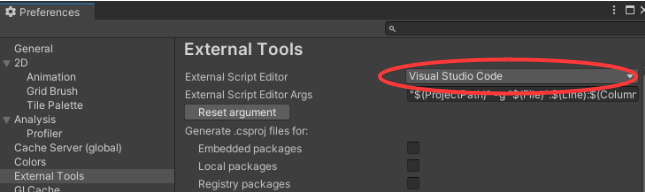 Preferences
General
2D
Animation
Grid Brush
Tile Palette
Analysis
Profiler
Cache Server (global)
Colors
External Tools
GI Cache
External Tools
External Script Editor
Visual Studio Code
External Script Editor Args
"$(ProjectPath)" -g "$(File)":$(Line):$(Column
Reset argument
Generate .csproj files for:
Embedded packages
Local packages
Registry packages